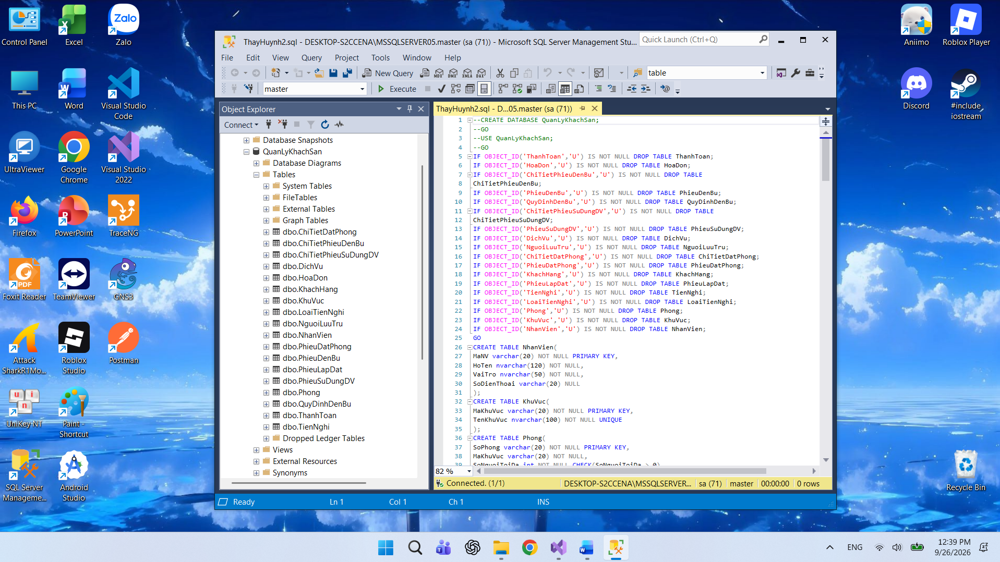 Control Panel
Excel
Zalo
This PC
Word
Visual Studio
Code
UltraViewer
Google
Chrome
Visual Studio
2022
Firefox
PowerPoint
TraceNG
Foxit Reader
TeamViewer
GNS3
Attack
SharkR1Mo...
Roblox
Studio
Postman
UniKey NT
Paint -
Shortcut
SQL Server
Manageme...
Android
Studio
Aniimo
Roblox Player
Discord
#include
iostream
Recycle Bin
ThayHuynh2.sql - DESKTOP-S2CCENA\MSSQLSERVER05.master (sa (71)) - Microsoft SQL Server Management Stu...
Quick Launch (Ctrl+Q)
File Edit View Query Project Tools Window Help
New Query
MDX DMX XMLA DAX
table
master
Execute
Object Explorer
Connect
Database Snapshots
QuanLyKhachSan
Database Diagrams
Tables
System Tables
FileTables
External Tables
Graph Tables
dbo.ChiTietDatPhong
dbo.ChiTietPhieuDenBu
dbo.ChiTietPhieuSuDungDV
dbo.DichVu
dbo.HoaDon
dbo.KhachHang
dbo.KhuVuc
dbo.LoaiTienNghi
dbo.NguoiLuuTru
dbo.NhanVien
dbo.PhieuDatPhong
dbo.PhieuDenBu
dbo.PhieuLapDat
dbo.PhieuSuDungDV
dbo.Phong
dbo.QuyDinhDenBu
dbo.ThanhToan
dbo.TienNghi
Dropped Ledger Tables
Views
External Resources
Synonyms
ThayHuynh2.sql - D...05.master (sa (71))
1 --CREATE DATABASE QuanLyKhachSan;
2 --GO
3 --USE QuanLyKhachSan;
4 --GO
5 IF OBJECT_ID('ThanhToan','U') IS NOT NULL DROP TABLE ThanhToan;
6 IF OBJECT_ID('HoaDon','U') IS NOT NULL DROP TABLE HoaDon;
7 IF OBJECT_ID('ChiTietPhieuDenBu','U') IS NOT NULL DROP TABLE
8 ChiTietPhieuDenBu;
9 IF OBJECT_ID('PhieuDenBu','U') IS NOT NULL DROP TABLE PhieuDenBu;
10 IF OBJECT_ID('QuyDinhDenBu','U') IS NOT NULL DROP TABLE QuyDinhDenBu;
11 IF OBJECT_ID('ChiTietPhieuSuDungDV','U') IS NOT NULL DROP TABLE
12 ChiTietPhieuSuDungDV;
13 IF OBJECT_ID('PhieuSuDungDV','U') IS NOT NULL DROP TABLE PhieuSuDungDV;
14 IF OBJECT_ID('DichVu','U') IS NOT NULL DROP TABLE DichVu;
15 IF OBJECT_ID('NguoiLuuTru','U') IS NOT NULL DROP TABLE NguoiLuuTru;
16 IF OBJECT_ID('ChiTietDatPhong','U') IS NOT NULL DROP TABLE ChiTietDatPhong;
17 IF OBJECT_ID('PhieuDatPhong','U') IS NOT NULL DROP TABLE PhieuDatPhong;
18 IF OBJECT_ID('KhachHang','U') IS NOT NULL DROP TABLE KhachHang;
19 IF OBJECT_ID('PhieuLapDat','U') IS NOT NULL DROP TABLE PhieuLapDat;
20 IF OBJECT_ID('TienNghi','U') IS NOT NULL DROP TABLE TienNghi;
21 IF OBJECT_ID('LoaiTienNghi','U') IS NOT NULL DROP TABLE LoaiTienNghi;
22 IF OBJECT_ID('Phong','U') IS NOT NULL DROP TABLE Phong;
23 IF OBJECT_ID('KhuVuc','U') IS NOT NULL DROP TABLE KhuVuc;
24 IF OBJECT_ID('NhanVien','U') IS NOT NULL DROP TABLE NhanVien;
25 GO
26 CREATE TABLE NhanVien(
27 MaNV varchar(20) NOT NULL PRIMARY KEY,
28 HoTen nvarchar(120) NOT NULL,
29 VaiTro nvarchar(50) NOT NULL,
30 SoDienThoai varchar(20) NULL
31 );
32 CREATE TABLE KhuVuc(
33 MaKhuVuc varchar(20) NOT NULL PRIMARY KEY,
34 TenKhuVuc nvarchar(100) NOT NULL UNIQUE
35 );
36 CREATE TABLE Phong(
37 SoPhong varchar(20) NOT NULL PRIMARY KEY,
38 MaKhuVuc varchar(20) NOT NULL,
39 SoNguoiToiDa int NOT NULL CHECK(SoNguoiToiDa > 0)
82 %
Connected. (1/1)
DESKTOP-S2CCENA\MSSQLSERVER...
sa (71)
master
00:00:00
0 rows
Ready
Ln 1
Col 1
Ch 1
INS
ENG
12:39 PM
9/26/2026